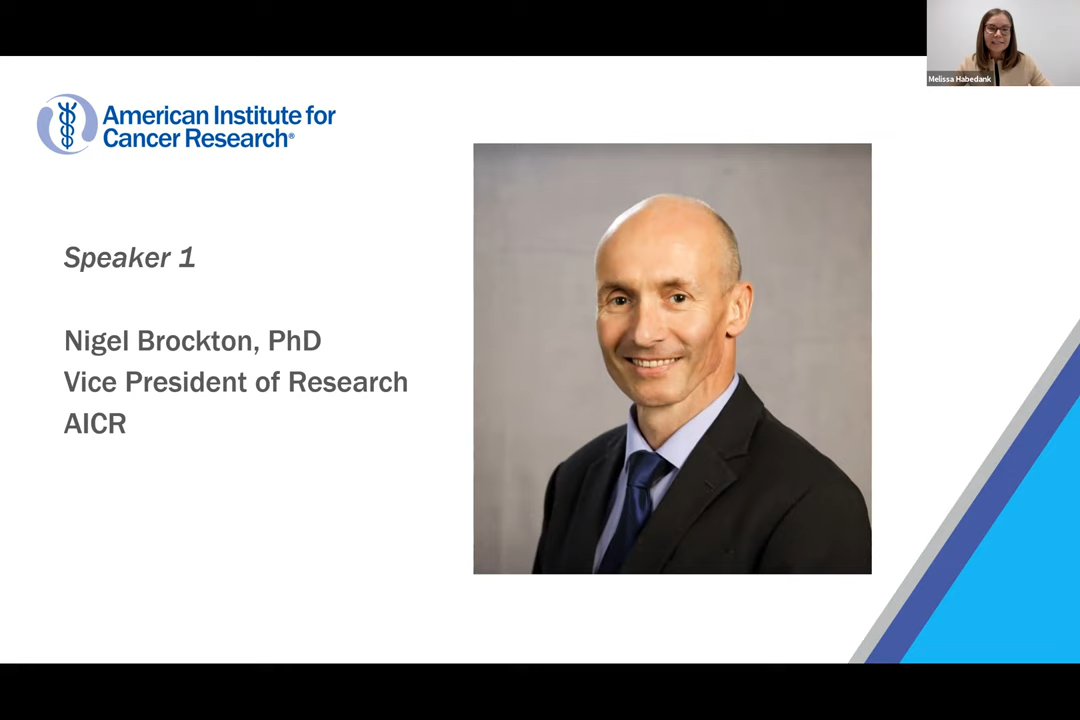 Melissa Habedank
American Institute for
Cancer Research®
Speaker 1
Nigel Brockton, PhD
Vice President of Research
AICR